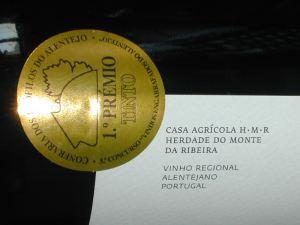 CONFRARIA DOS ENÓFILOS DO ALENTEJO
1.º PRÉMIO
TINTO
CASA AGRÍCOLA H·M·R
HERDADE DO MONTE
DA RIBEIRA
VINHO REGIONAL
ALENTEJANO
PORTUGAL